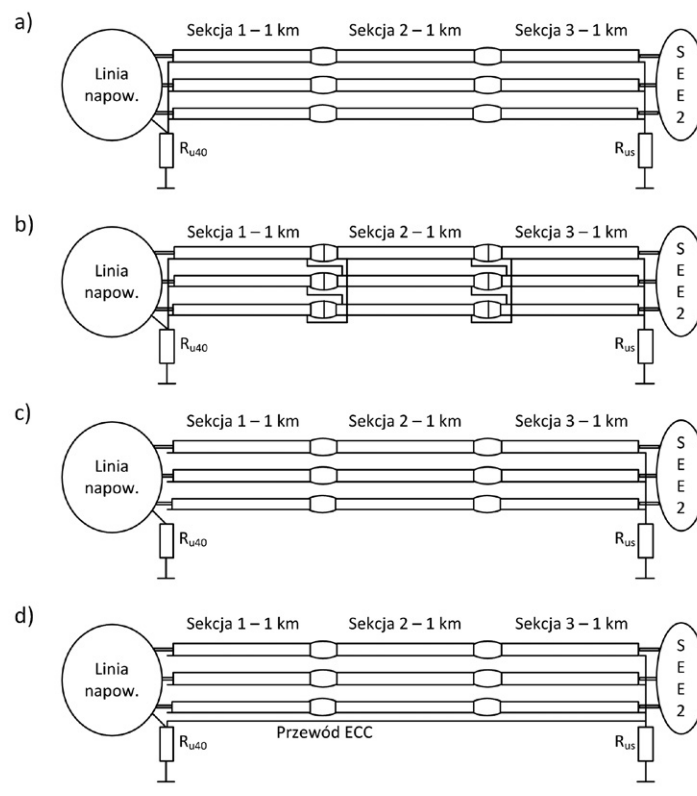 a)
Sekcja 1 – 1 km Sekcja 2 – 1 km Sekcja 3 – 1 km
Linia
napow.
S
E
E
2
Ru40
Rus
b)
Sekcja 1 – 1 km Sekcja 2 – 1 km Sekcja 3 – 1 km
Linia
napow.
S
E
E
2
Ru40
Rus
c)
Sekcja 1 – 1 km Sekcja 2 – 1 km Sekcja 3 – 1 km
Linia
napow.
S
E
E
2
Ru40
Rus
d)
Sekcja 1 – 1 km Sekcja 2 – 1 km Sekcja 3 – 1 km
Linia
napow.
S
E
E
2
Ru40
Przewód ECC
Rus